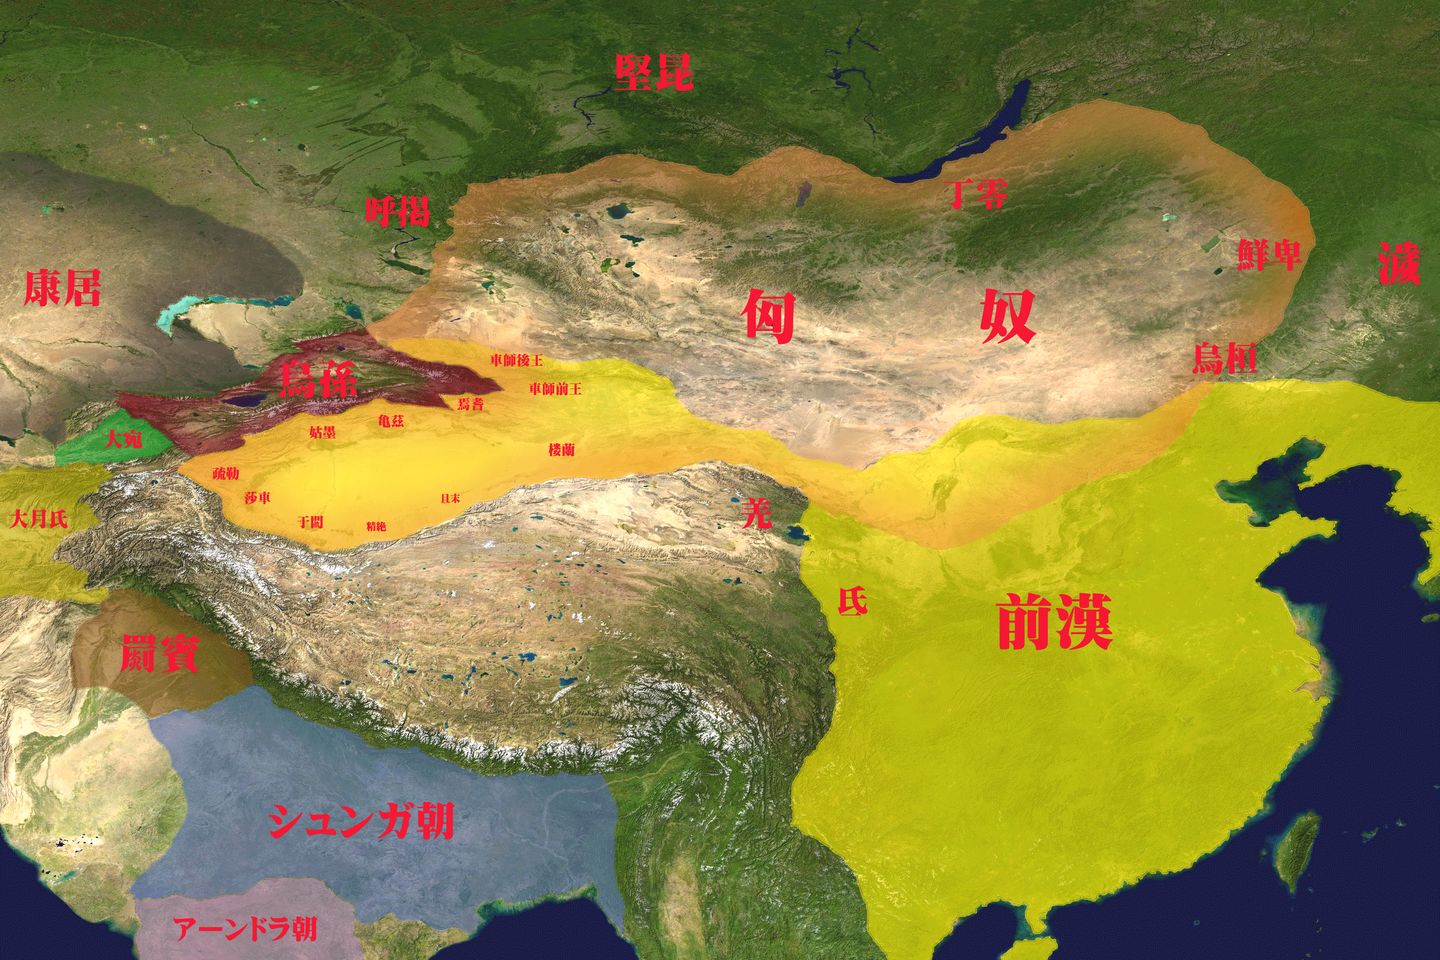 堅昆
丁零
呼掲
鮮卑
濊
康居
匈 奴
烏桓
車師後王
烏孫
車師前王
焉耆
亀茲
姑墨
大宛
楼蘭
疏勒
莎車
且末
羌
大月氏
于闐
精絶
氐
前漢
罽賓
シュンガ朝
アーンドラ朝